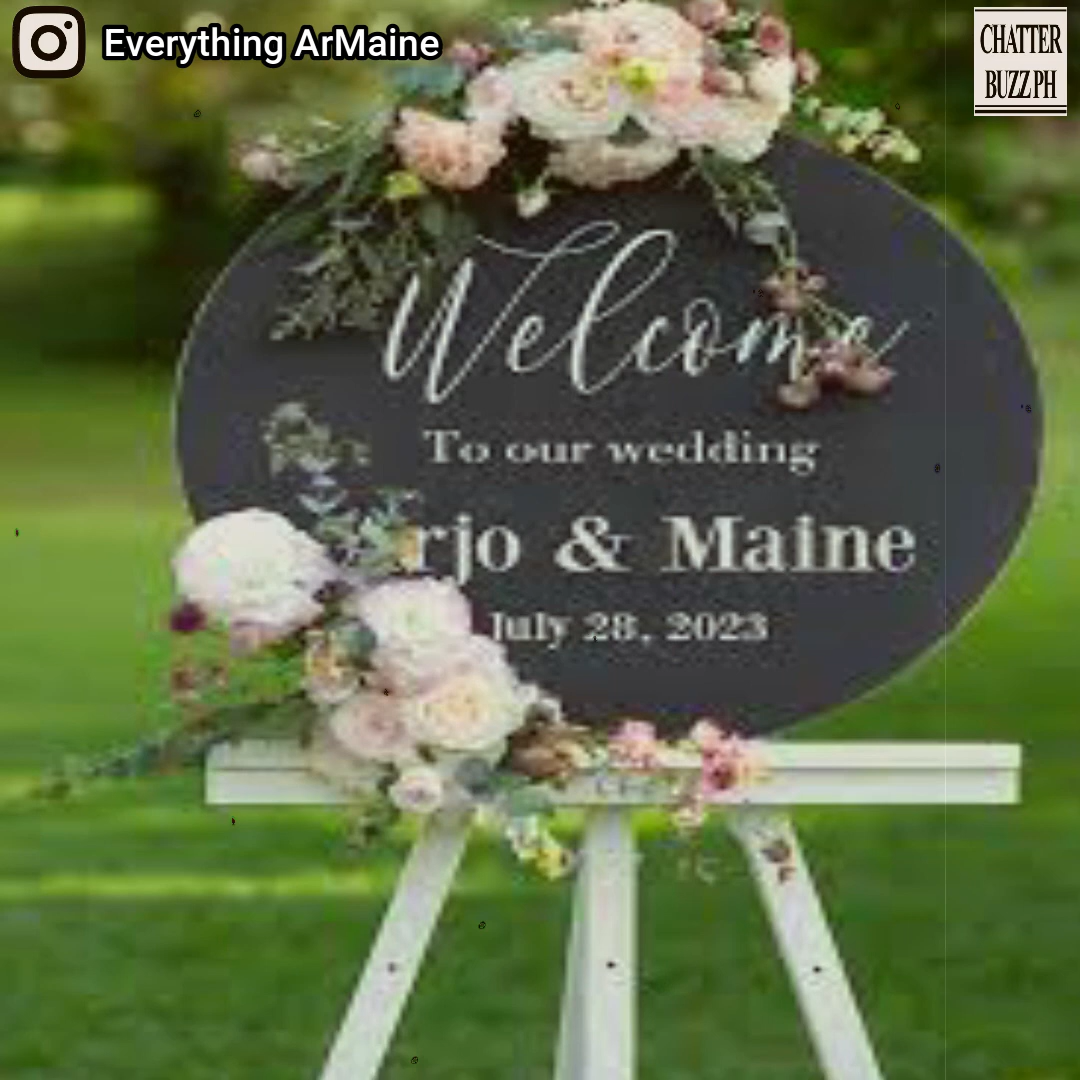 Everything ArMaine
CHATTER
BUZZ PH
Welcome
To our wedding
rjo & Maine
July 28, 2023